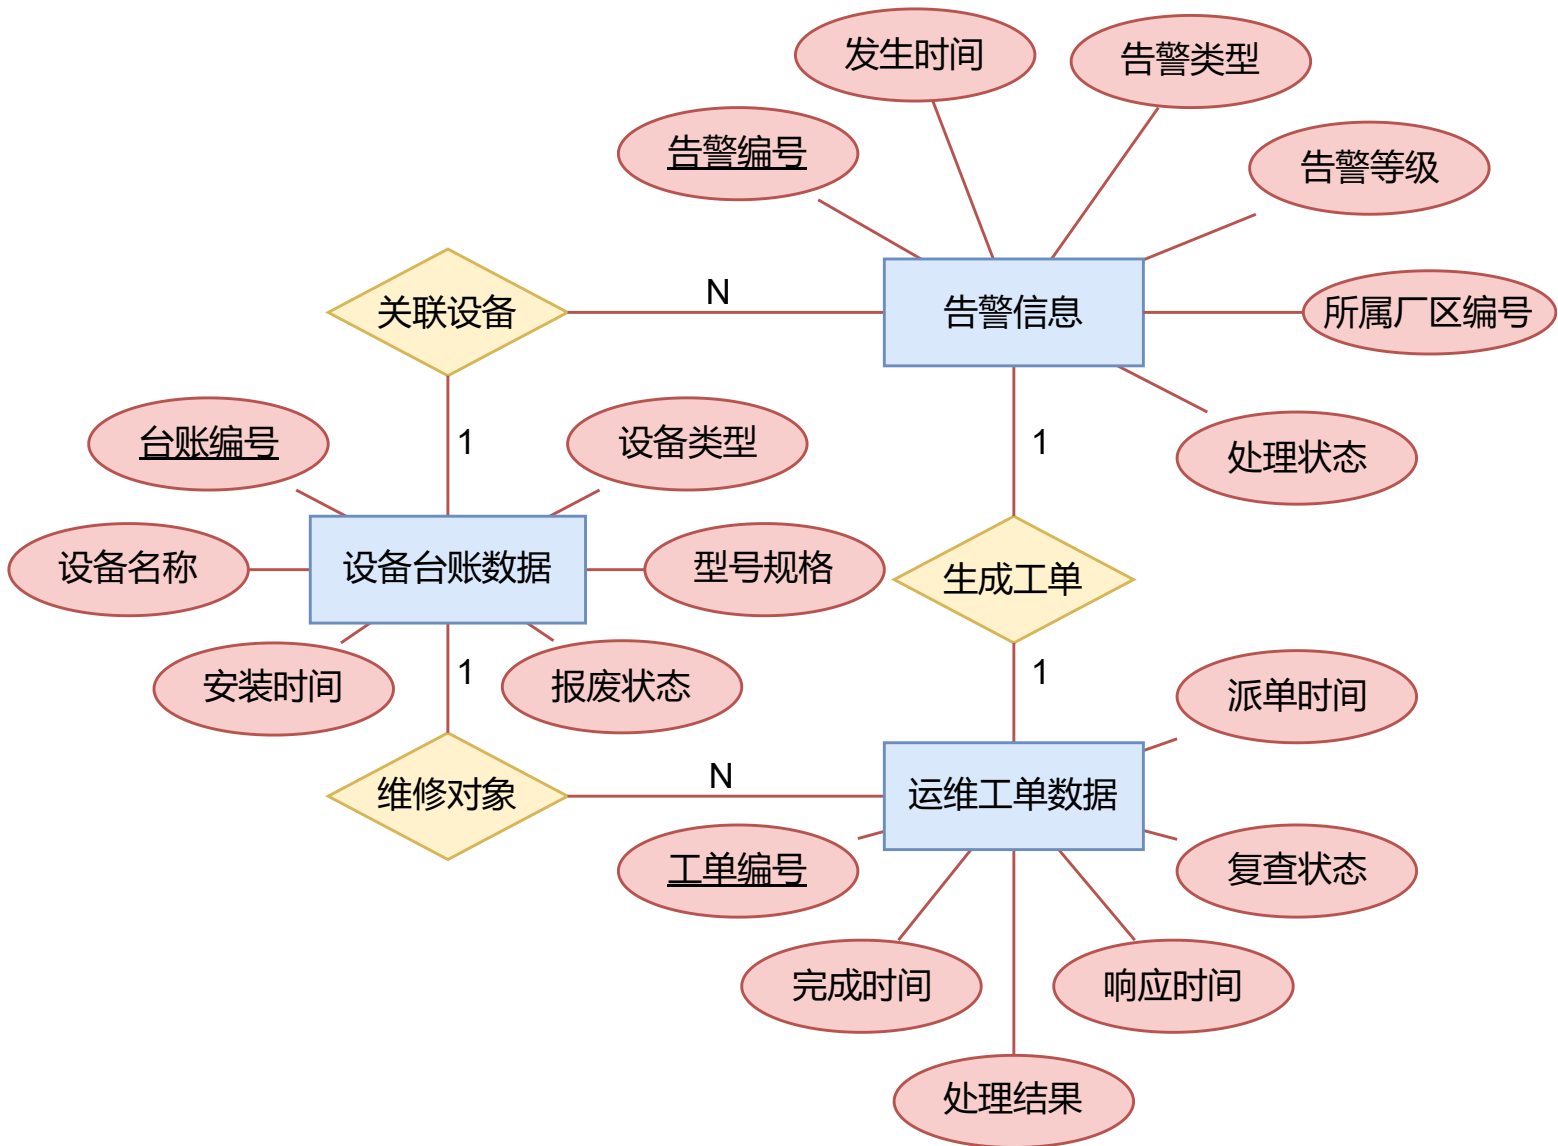 发生时间
告警类型
告警编号
告警等级
关联设备
N
告警信息
所属厂区编号
台账编号
1
设备类型
1
处理状态
设备名称
设备台账数据
型号规格
生成工单
安装时间
1
报废状态
1
派单时间
维修对象
N
运维工单数据
工单编号
复查状态
完成时间
响应时间
处理结果